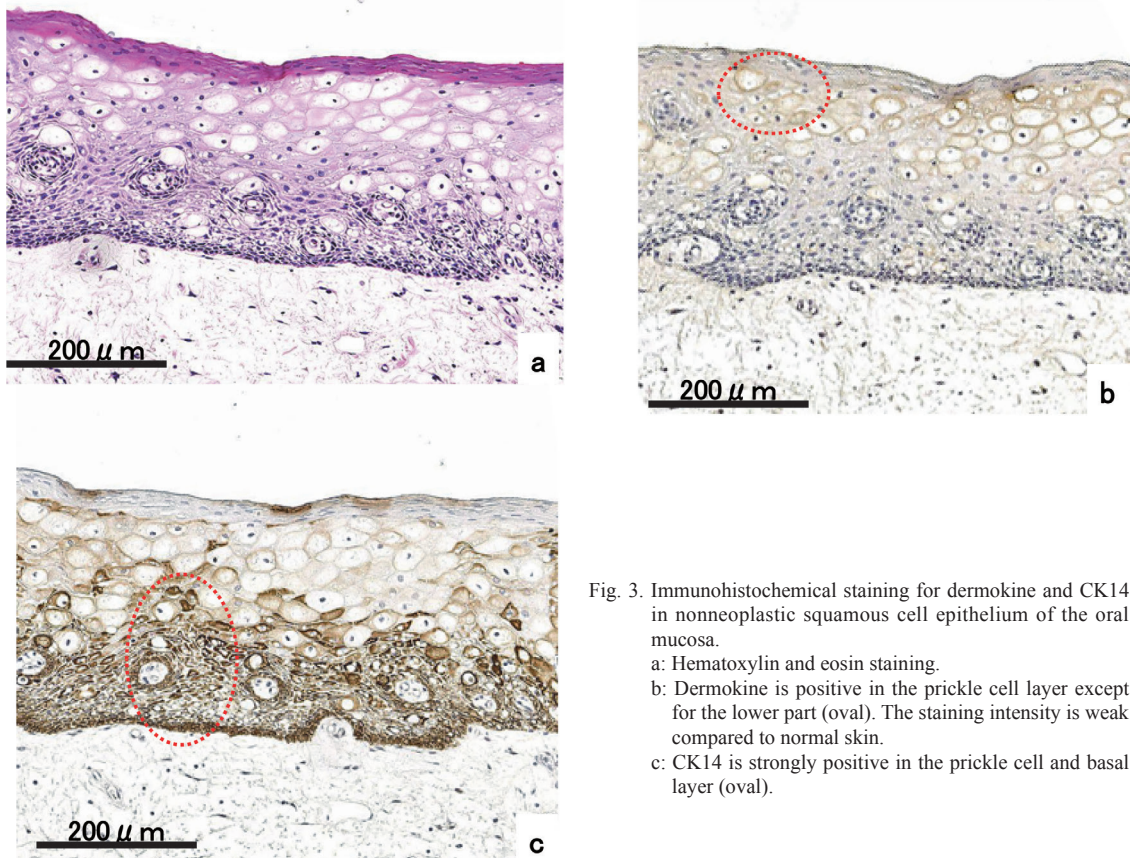 200 μm
a
200 μm
b
200 μm
c
Fig. 3. Immunohistochemical staining for dermokine and CK14
in nonneoplastic squamous cell epithelium of the oral
mucosa.
a: Hematoxylin and eosin staining.
b: Dermokine is positive in the prickle cell layer except
for the lower part (oval). The staining intensity is weak
compared to normal skin.
c: CK14 is strongly positive in the prickle cell and basal
layer (oval).